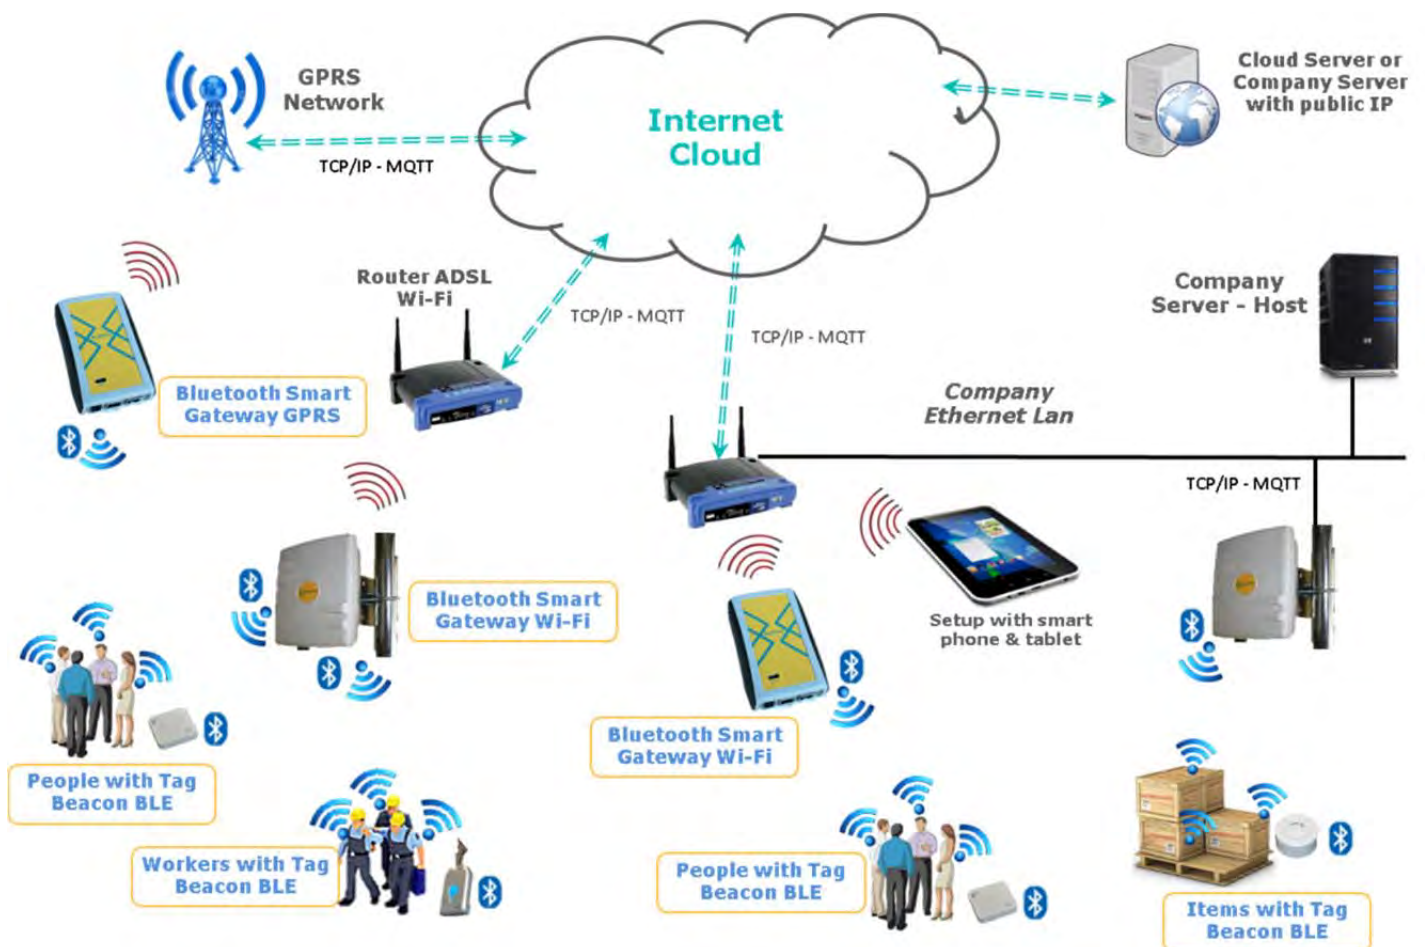 GPRS
Network
TCP/IP - MQTT
Internet
Cloud
Cloud Server or
Company Server
with public IP
Router ADSL
Wi-Fi
TCP/IP - MQTT
TCP/IP - MQTT
Company
Server - Host
Bluetooth Smart
Gateway GPRS
Company
Ethernet Lan
TCP/IP - MQTT
Bluetooth Smart
Gateway Wi-Fi
Setup with smart
phone & tablet
Bluetooth Smart
Gateway Wi-Fi
People with Tag
Beacon BLE
Workers with Tag
Beacon BLE
People with Tag
Beacon BLE
Items with Tag
Beacon BLE